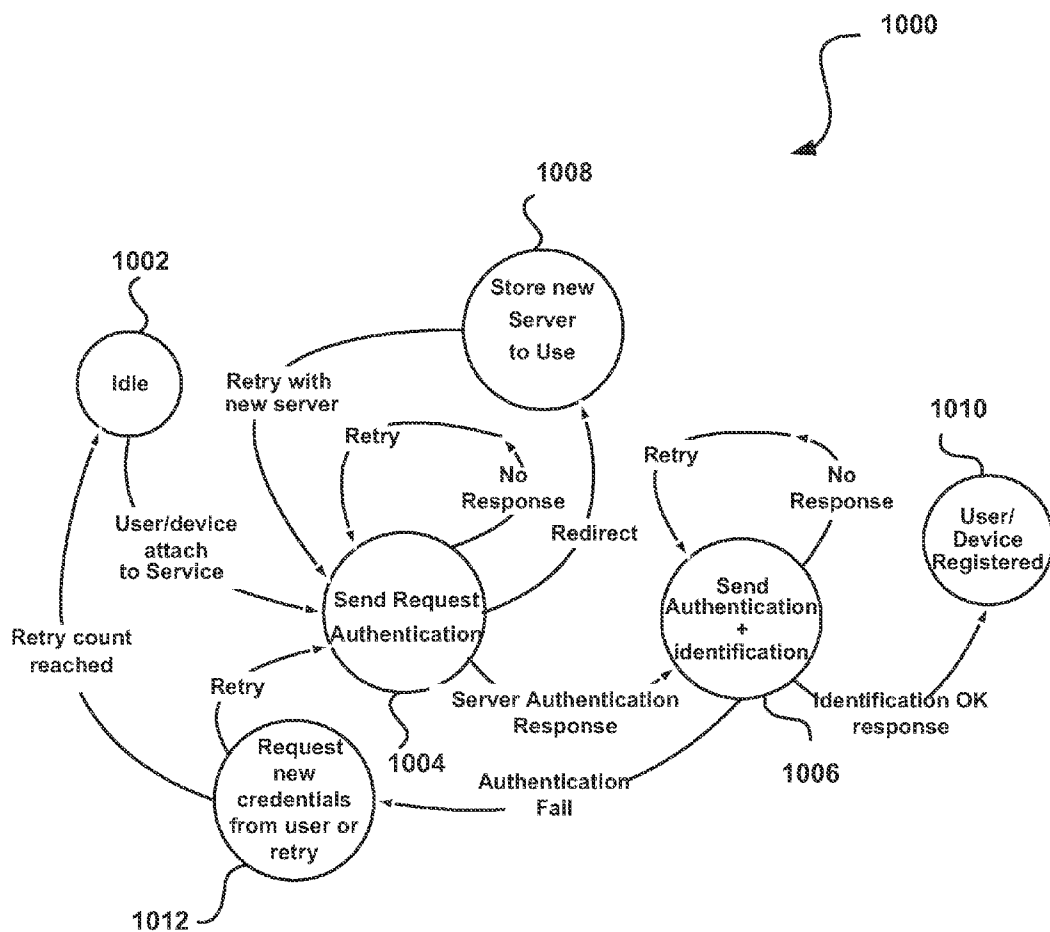 1000
1008
Store new
Server
to Use
1002
Idle
Retry with
new server
Retry
No
Response
Redirect
1010
User/
Device
Registered
Retry
No
Response
User/device
attach
to Service
Send Request
Authentication
Send
Authentication
+
identification
Retry count
reached
Retry
Server Authentication
Response
Identification OK
response
1004
1006
Request
new
credentials
from user or
retry
Authentication
Fail
1012